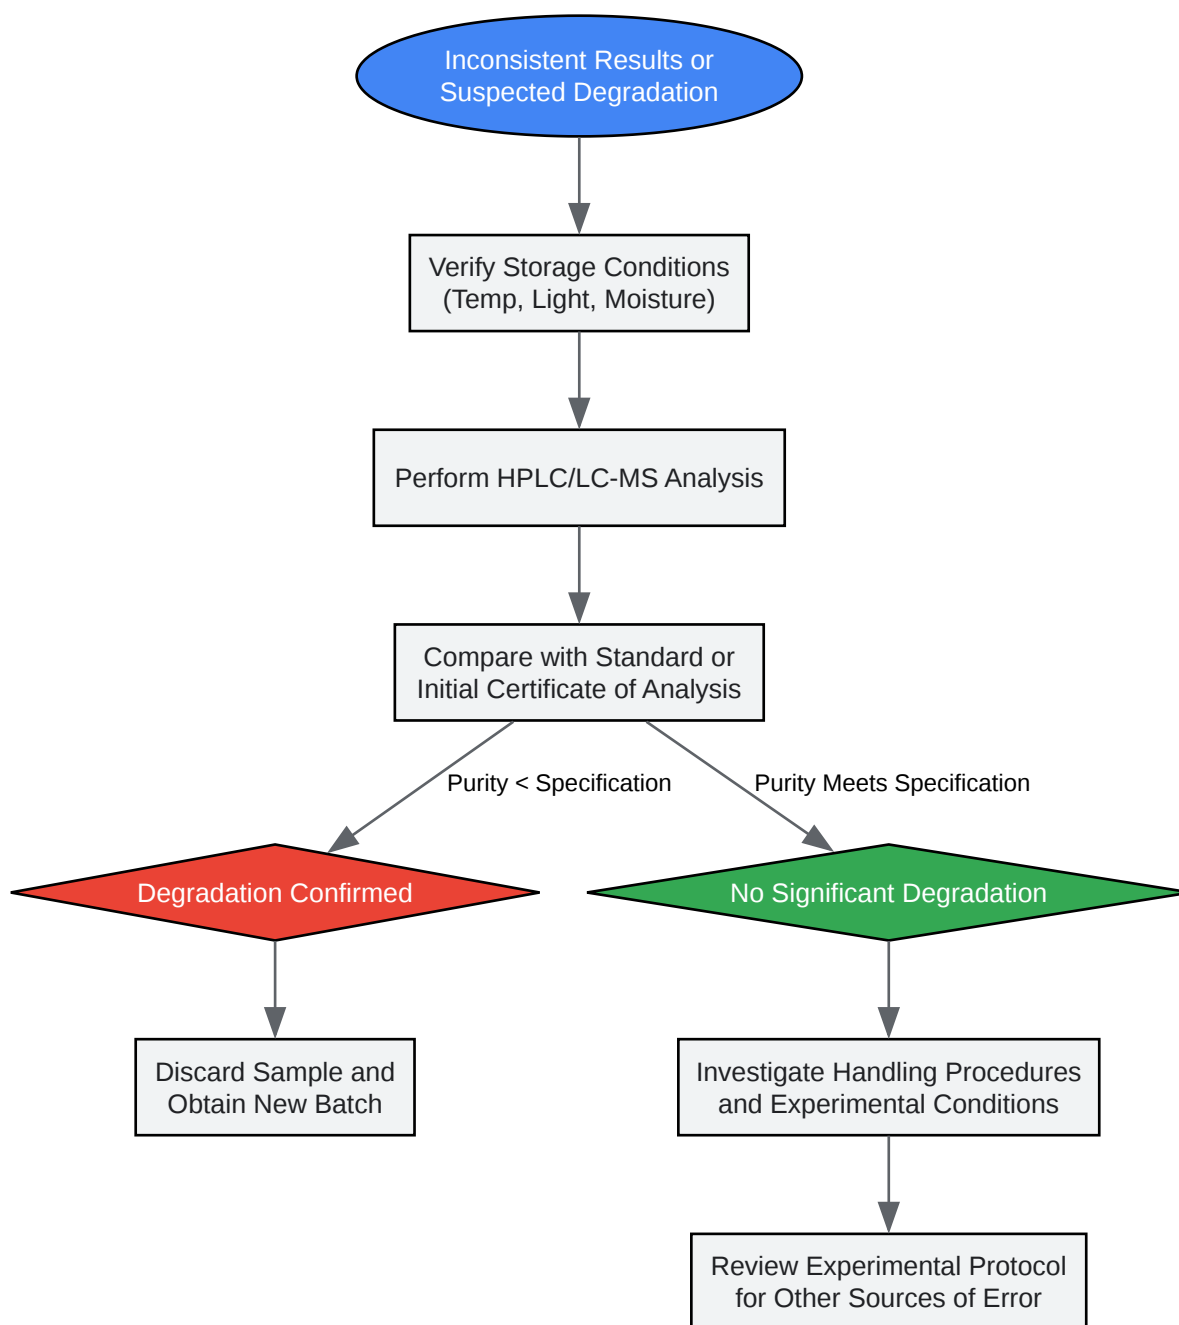 Inconsistent Results or
Suspected Degradation
Verify Storage Conditions
(Temp, Light, Moisture)
Perform HPLC/LC-MS Analysis
Compare with Standard or
Initial Certificate of Analysis
Purity < Specification
Purity Meets Specification
Degradation Confirmed
No Significant Degradation
Discard Sample and
Obtain New Batch
Investigate Handling Procedures
and Experimental Conditions
Review Experimental Protocol
for Other Sources of Error